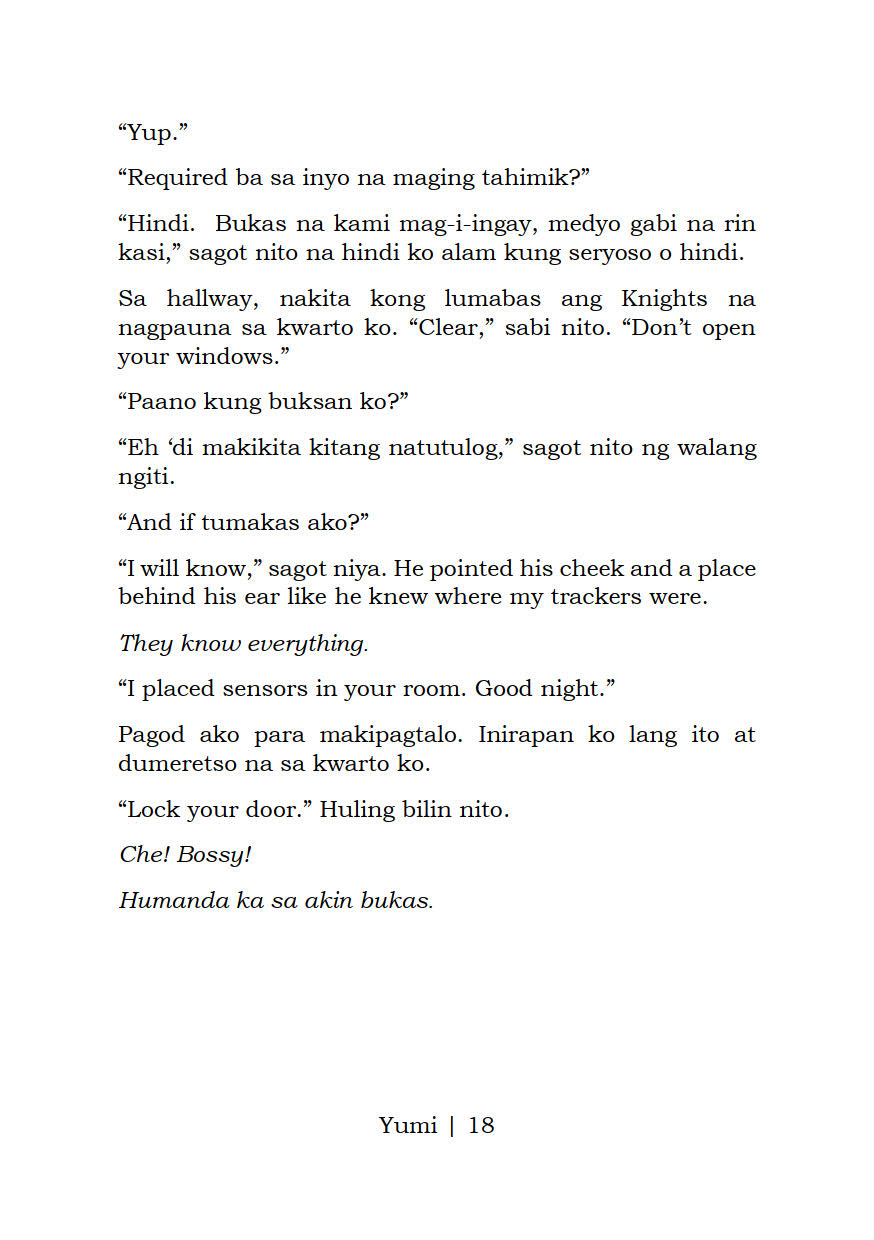 “Yup.”
“Required ba sa inyo na maging tahimik?”
“Hindi.  Bukas na kami mag-i-ingay, medyo gabi na rin
kasi,” sagot nito na hindi ko alam kung seryoso o hindi.
Sa hallway, nakita kong lumabas ang Knights na
nagpauna sa kwarto ko. “Clear,” sabi nito. “Don’t open
your windows.”
“Paano kung buksan ko?”
“Eh ‘di makikita kitang natutulog,” sagot nito ng walang
ngiti.
“And if tumakas ako?”
“I will know,” sagot niya. He pointed his cheek and a place
behind his ear like he knew where my trackers were.
They know everything.
“I placed sensors in your room. Good night.”
Pagod ako para makipagtalo. Inirapan ko lang ito at
dumeretso na sa kwarto ko.
“Lock your door.” Huling bilin nito.
Che! Bossy!
Humanda ka sa akin bukas.
Yumi | 18